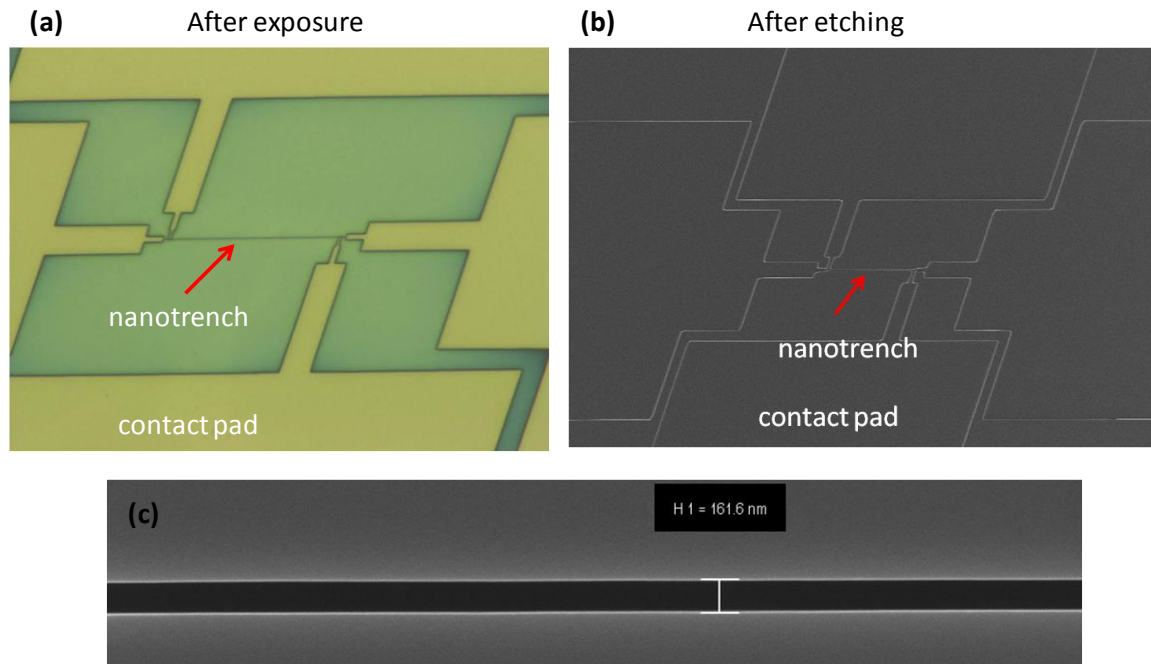 (a)
After exposure
(b)
After etching
nanotrench
contact pad
nanotrench
contact pad
(c)
H 1 = 161.6 nm